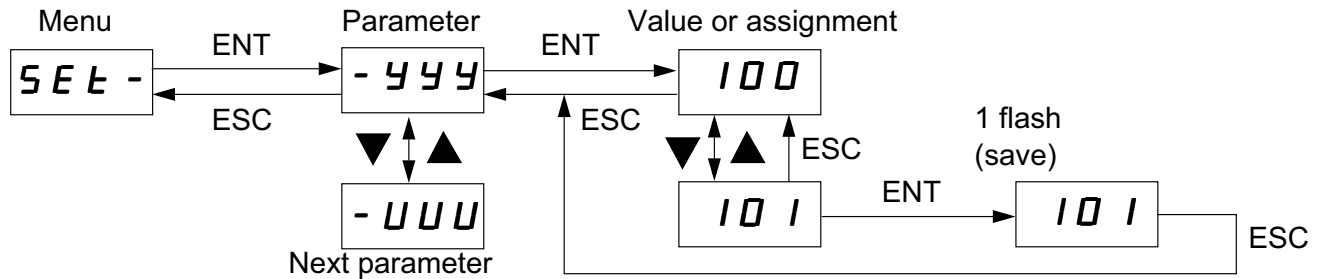 Menu
Parameter
Value or assignment
ENT
ENT
SEt -
- YYY
100
ESC
ESC
ESC
1 flash
(save)
- UUU
101
ENT
101
ESC
Next parameter